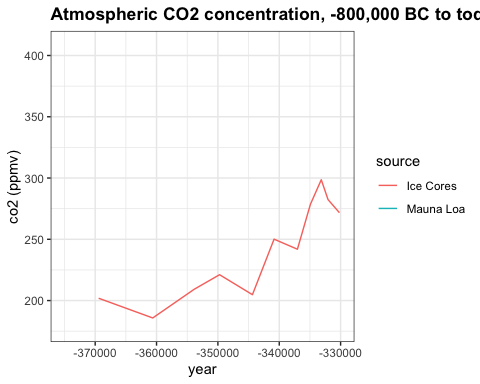 Atmospheric CO2 concentration, -800,000 BC to
400
350
300
250
200
co2 (ppmv)
-370000 -360000 -350000 -340000 -330000
year
source
Ice Cores
Mauna Loa